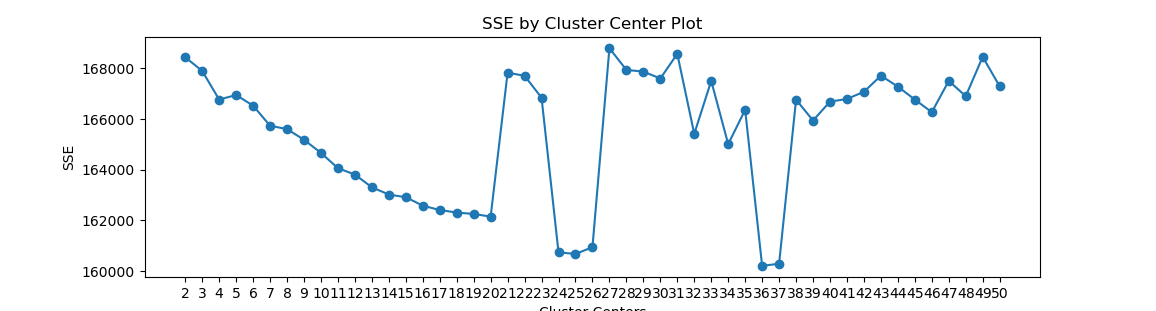 SSE by Cluster Center Plot
168000
166000
164000
162000
160000
SSE
2 3 4 5 6 7 8 9 10 11 12 13 14 15 16 17 18 19 20 21 22 23 24 25 26 27 28 29 30 31 32 33 34 35 36 37 38 39 40 41 42 43 44 45 46 47 48 49 50
Cluster Centers